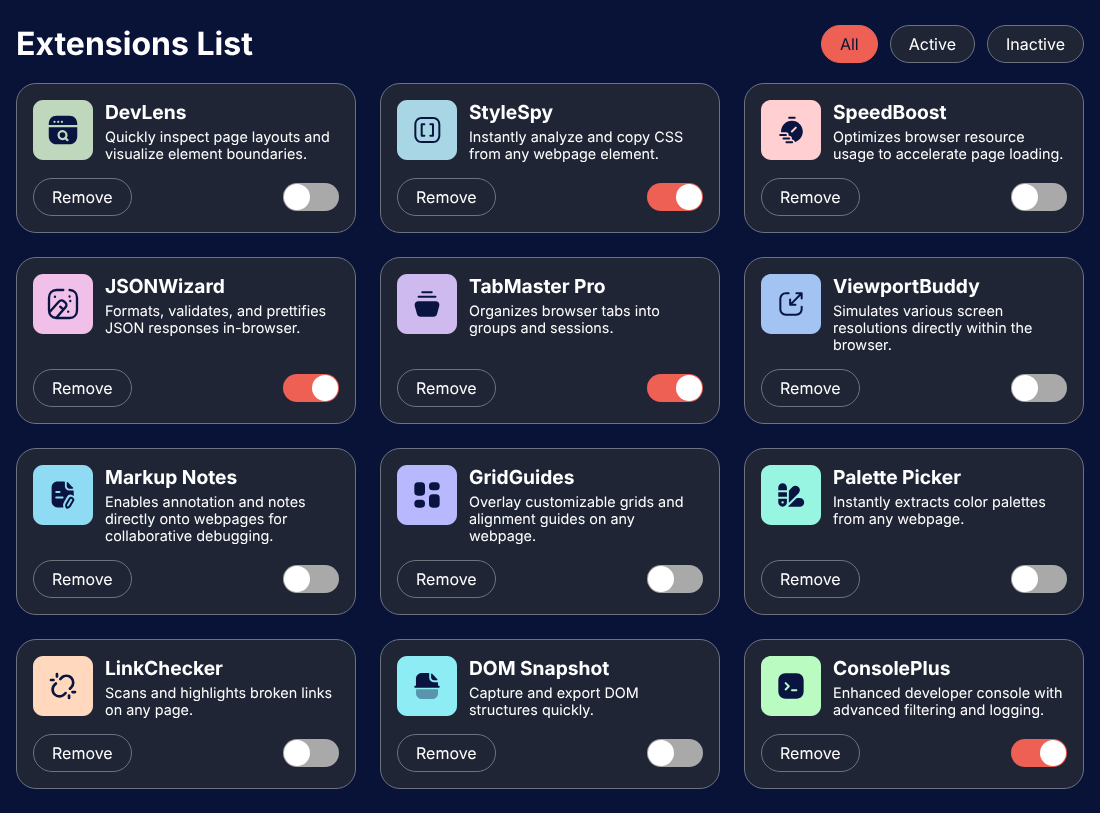 Extensions List
All
Active
Inactive
DevLens
Quickly inspect page layouts and
visualize element boundaries.
Remove
StyleSpy
Instantly analyze and copy CSS
from any webpage element.
Remove
SpeedBoost
Optimizes browser resource
usage to accelerate page loading.
Remove
JSONWizard
Formats, validates, and prettifies
JSON responses in-browser.
Remove
TabMaster Pro
Organizes browser tabs into
groups and sessions.
Remove
ViewportBuddy
Simulates various screen
resolutions directly within the
browser.
Remove
Markup Notes
Enables annotation and notes
directly onto webpages for
collaborative debugging.
Remove
GridGuides
Overlay customizable grids and
alignment guides on any
webpage.
Remove
Palette Picker
Instantly extracts color palettes
from any webpage.
Remove
LinkChecker
Scans and highlights broken links
on any page.
Remove
DOM Snapshot
Capture and export DOM
structures quickly.
Remove
ConsolePlus
Enhanced developer console with
advanced filtering and logging.
Remove